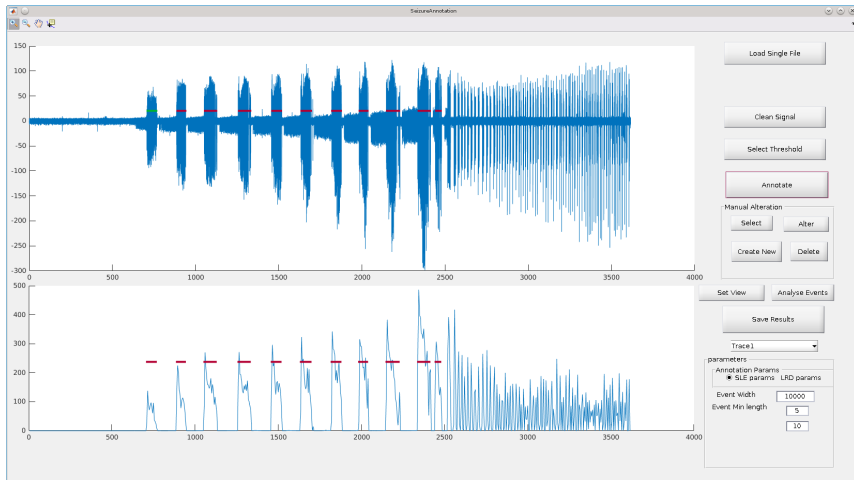 SeizureAnnotation
150
100
50
0
-50
-100
-150
-200
-250
-300
0 500 1000 1500 2000 2500 3000 3500 4000
500
400
300
200
100
0
0 500 1000 1500 2000 2500 3000 3500 4000
Load Single File
Clean Signal
Select Threshold
Annotate
Manual Alteration
Select Alter
Create New Delete
Set View Analyse Events
Save Results
Trace1
parameters
Annotation Params
SLE params LRD params
Event Width 10000
Event Min length 5
10